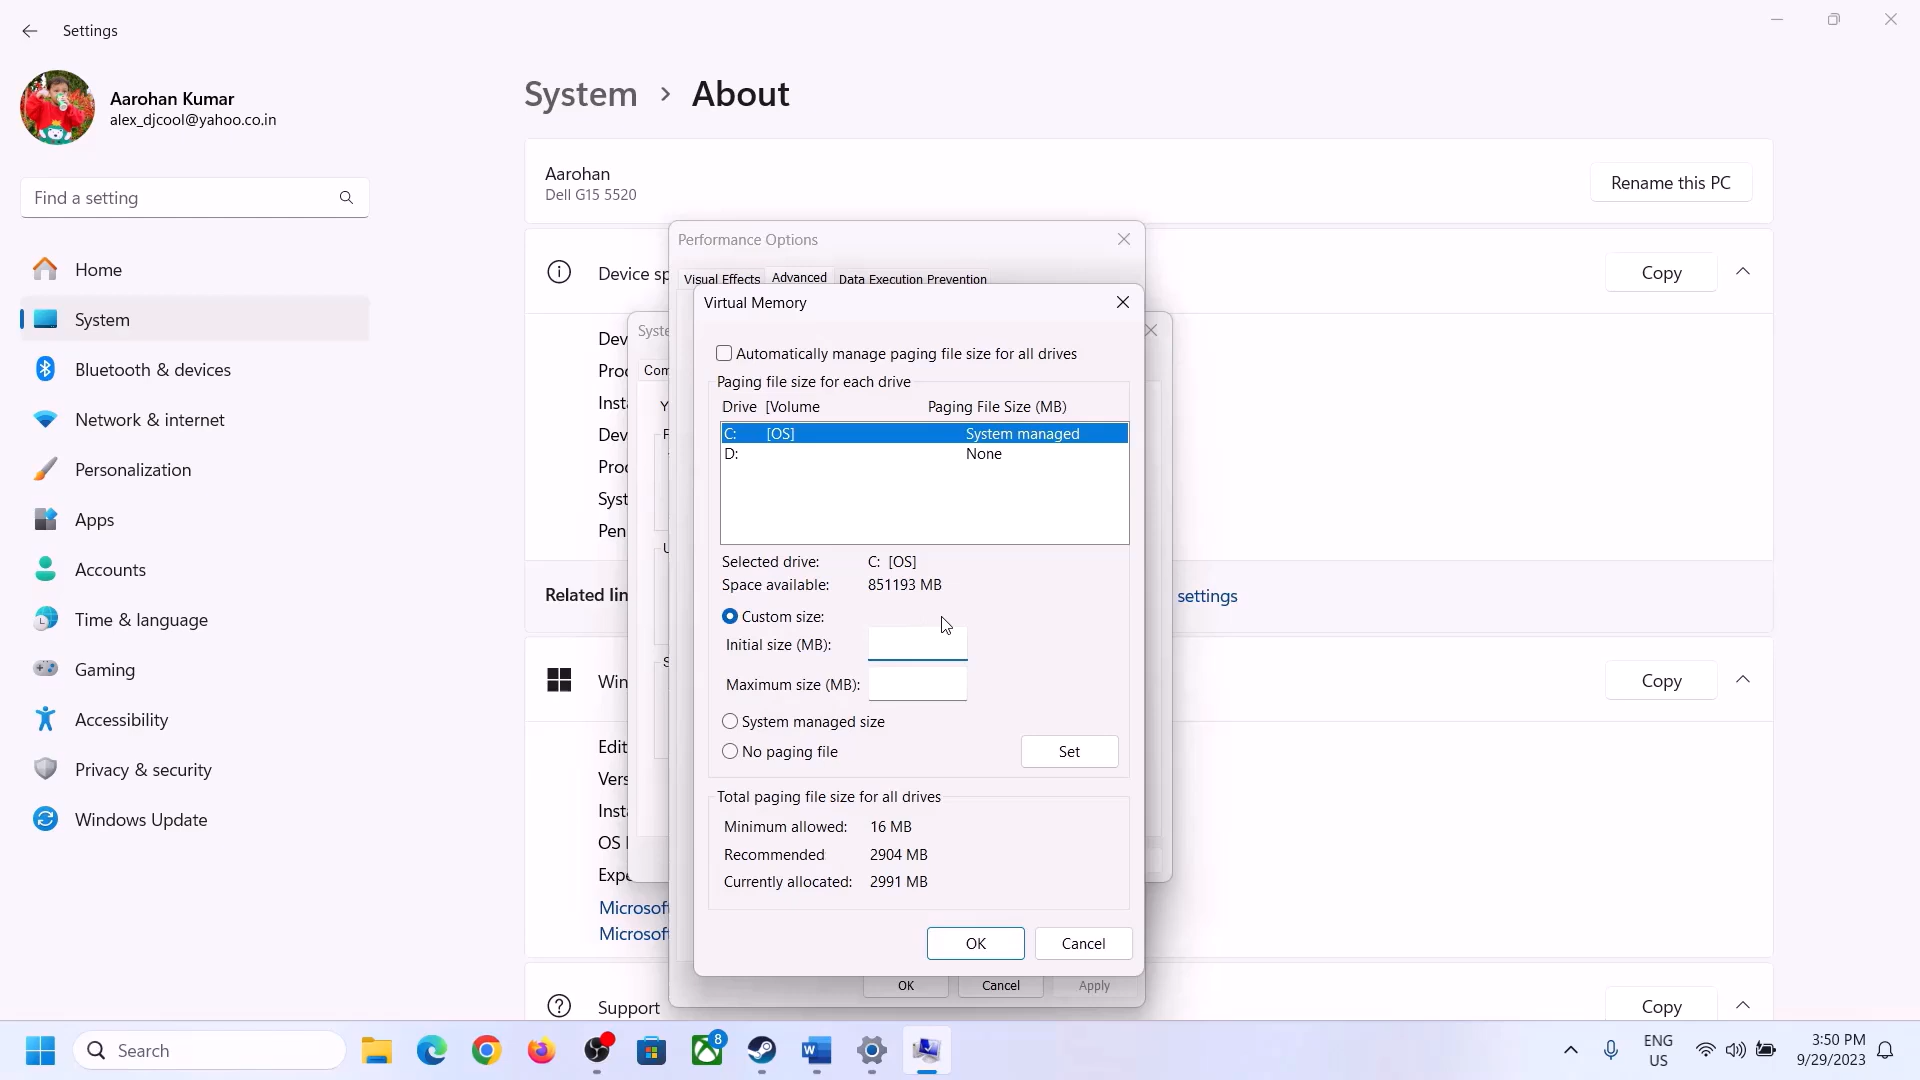 Settings
Aarohan Kumar
alex_djcool@yahoo.co.in
Find a setting
Home
System
Bluetooth & devices
Network & internet
Personalization
Apps
Accounts
Time & language
Gaming
Accessibility
Privacy & security
Windows Update
System > About
Aarohan
Dell G15 5520
Rename this PC
Device sp
Copy
Dev
Proc
Insta
Dev
Proc
Syst
Pen
Related lin
settings
Win
Copy
Edit
Vers
Insta
OS
Expe
Microsof
Microsof
Support
Copy
Syste
Com
Performance Options
Visual Effects
Advanced
Data Execution Prevention
Virtual Memory
Automatically manage paging file size for all drives
Paging file size for each drive
Drive [Volume Paging File Size (MB)
C: [OS] System managed
D: None
Selected drive: C: [OS]
Space available: 851193 MB
Custom size:
Initial size (MB):
Maximum size (MB):
System managed size
No paging file
Set
Total paging file size for all drives
Minimum allowed: 16 MB
Recommended 2904 MB
Currently allocated: 2991 MB
OK
Cancel
OK
Cancel
Apply
Search
8
ENG
US
3:50 PM
9/29/2023